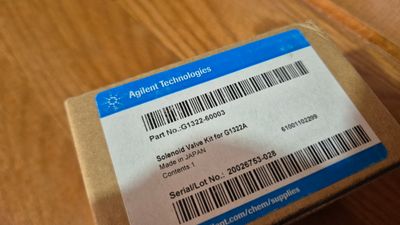 Agilent Technologies
Part No.:G1322-60003
Solenoid Valve Kit for G1322A
61001102299
Made in JAPAN
Contents 1
Serial/Lot No.: 20026753-028
ent.com/chem/supplies